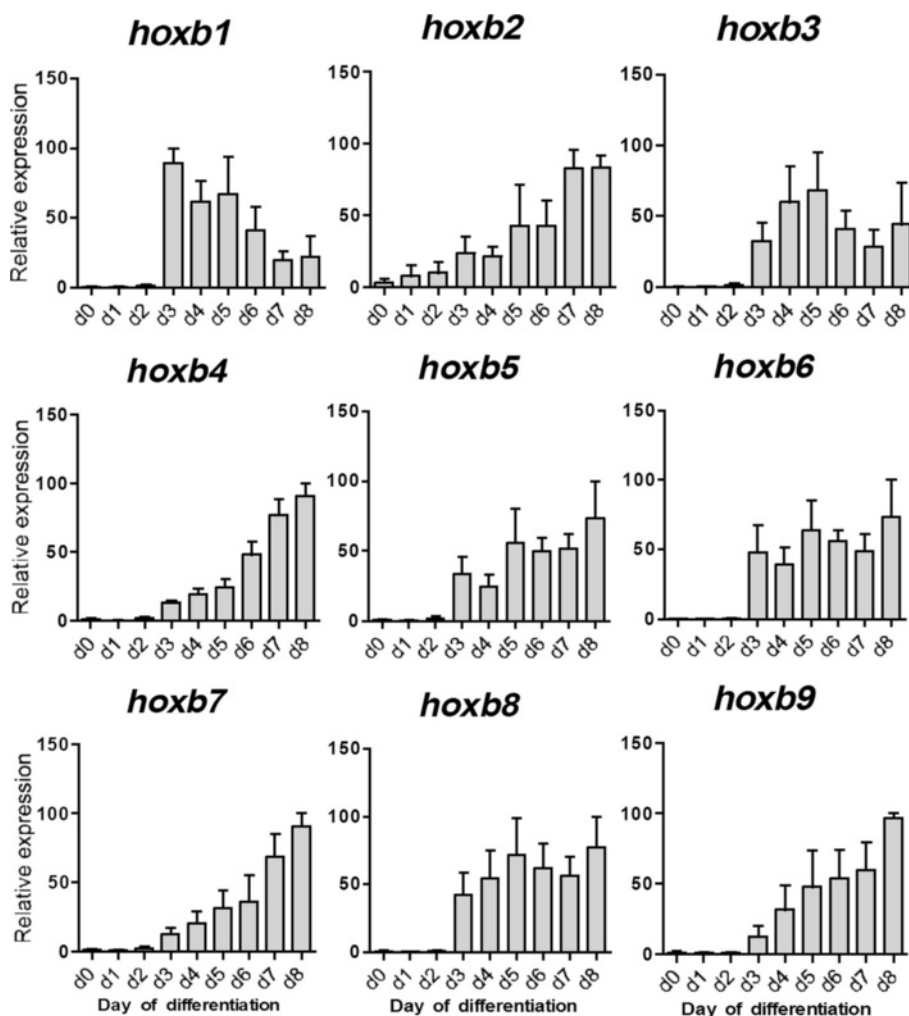 hoxb1 hoxb2 hoxb3
Relative expression
150 150 150
100 100 100
50 50 50
0 0 0
d0 d1 d2 d3 d4 d5 d6 d7 d8 d0 d1 d2 d3 d4 d5 d6 d7 d8 d0 d1 d2 d3 d4 d5 d6 d7 d8
hoxb4 hoxb5 hoxb6
Relative expression
150 150 150
100 100 100
50 50 50
0 0 0
d0 d1 d2 d3 d4 d5 d6 d7 d8 d0 d1 d2 d3 d4 d5 d6 d7 d8 d0 d1 d2 d3 d4 d5 d6 d7 d8
hoxb7 hoxb8 hoxb9
Relative expression
150 150 150
100 100 100
50 50 50
0 0 0
d0 d1 d2 d3 d4 d5 d6 d7 d8 d0 d1 d2 d3 d4 d5 d6 d7 d8 d0 d1 d2 d3 d4 d5 d6 d7 d8
Day of differentiation Day of differentiation Day of differentiation